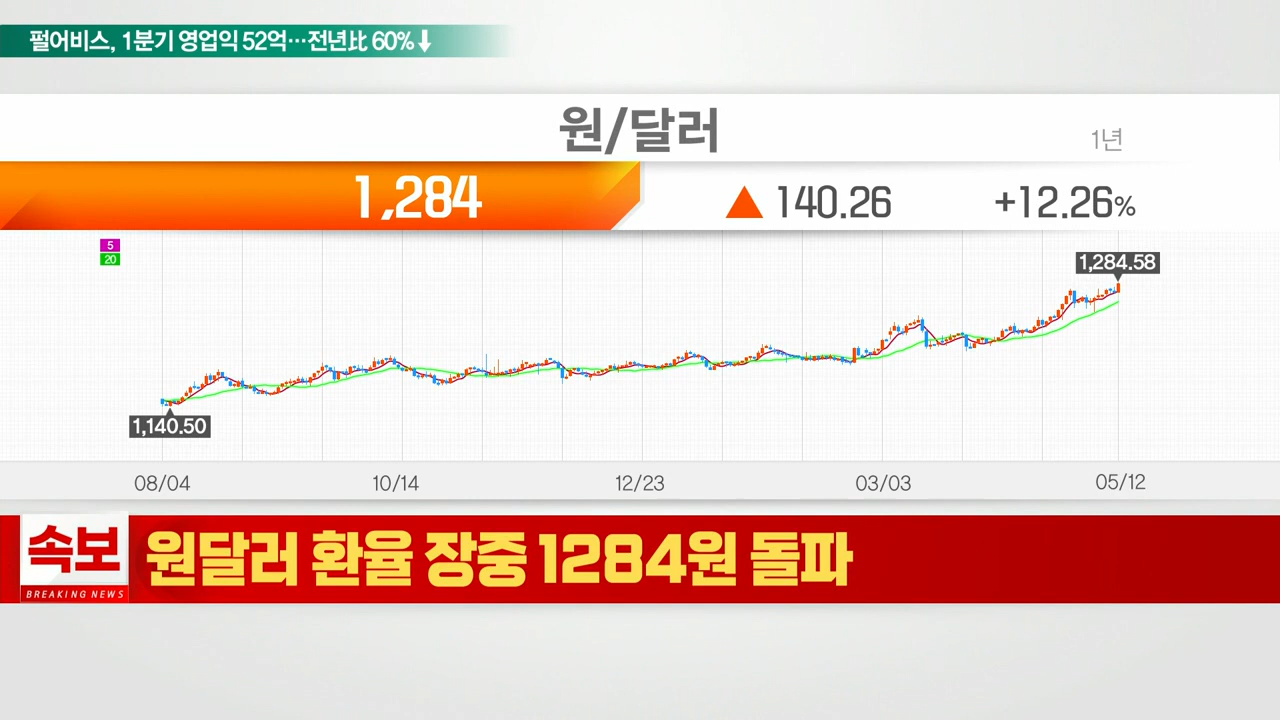 펄어비스, 1분기 영업익 52억…전년比 60%↓
원/달러
1년
1,284 ▲ 140.26 +12.26%
5
20
1,284.58
1,140.50
08/04 10/14 12/23 03/03 05/12
속보 원달러 환율 장중 1284원 돌파
BREAKING NEWS